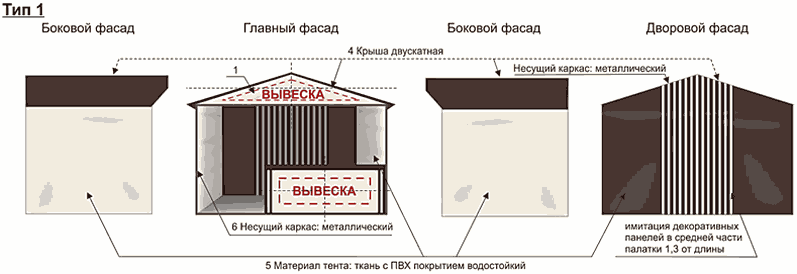 Тип 1
Боковой фасад
Главный фасад
Боковой фасад
Дворовой фасад
4 Крыша двускатная
1
Несущий каркас: металлический
ВЫВЕСКА
ВЫВЕСКА
6 Несущий каркас: металлический
имитация декоративных
панелей в средней части
палатки 1,3 от длины
5 Материал тента: ткань с ПВХ покрытием водостойкий